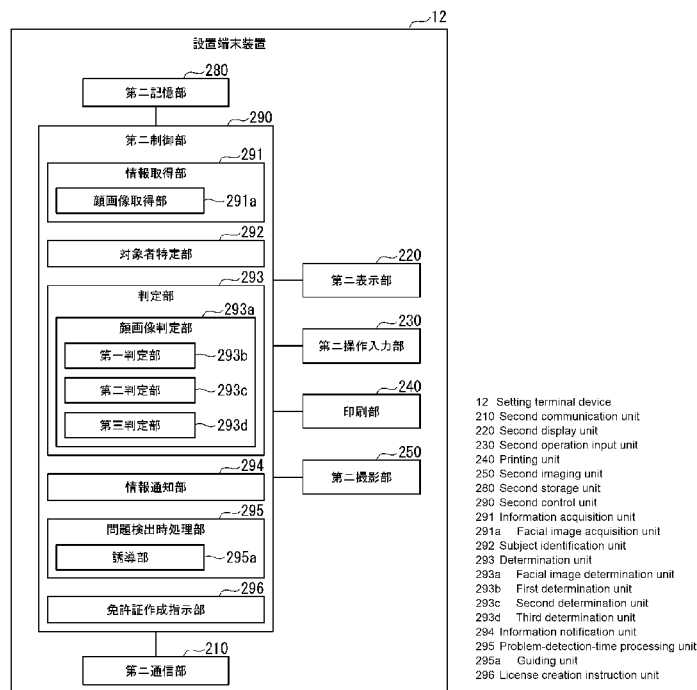 12
設置端末装置
280
第二記憶部
290
第二制御部
291
情報取得部
顔画像取得部
291a
292
対象者特定部
293
判定部
293a
顔画像判定部
第一判定部
293b
第二判定部
293c
第三判定部
293d
294
情報通知部
295
問題検出時処理部
誘導部
295a
296
免許証作成指示部
210
第二通信部
220
第二表示部
230
第二操作入力部
240
印刷部
250
第二撮影部
12 Setting terminal device
210 Second communication unit
220 Second display unit
230 Second operation input unit
240 Printing unit
250 Second imaging unit
280 Second storage unit
290 Second control unit
291 Information acquisition unit
291a Facial image acquisition unit
292 Subject identification unit
293 Determination unit
293a Facial image determination unit
293b First determination unit
293c Second determination unit
293d Third determination unit
294 Information notification unit
295 Problem-detection-time processing unit
295a Guiding unit
296 License creation instruction unit